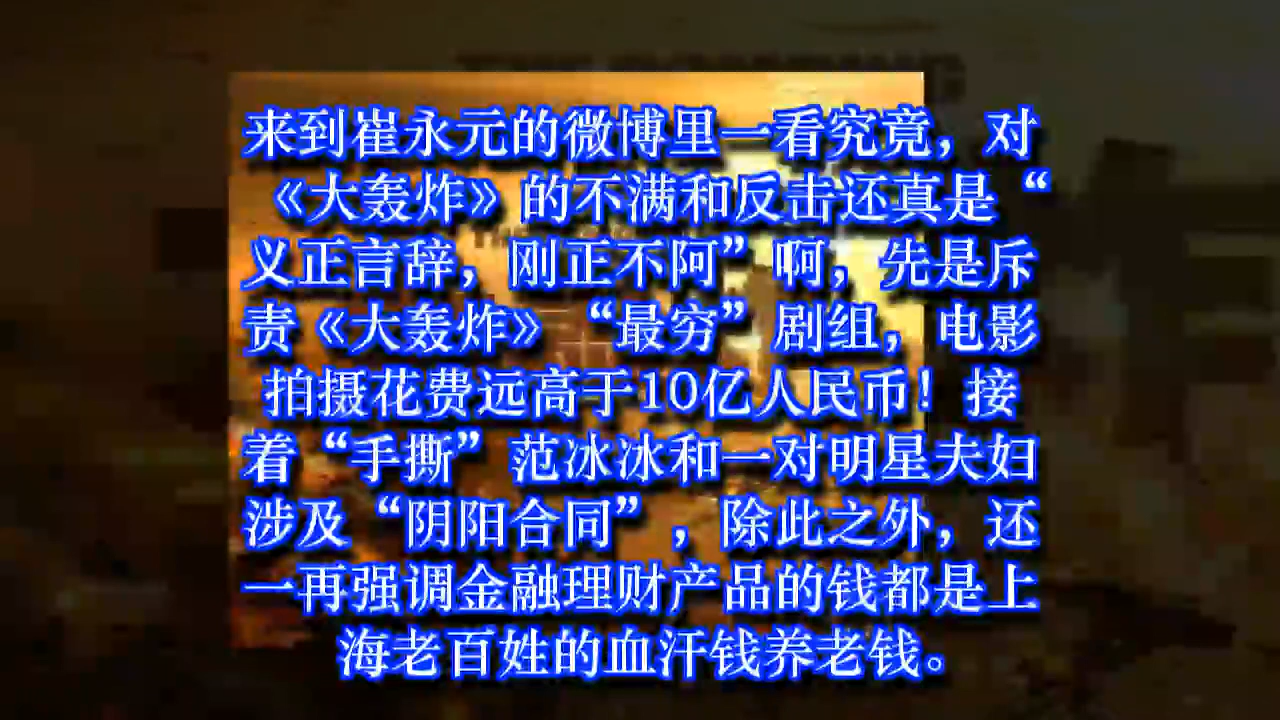 来到崔永元的微博里一看究竟，对
《大轰炸》的不满和反击还真是“
义正言辞，刚正不阿”啊，先是斥
责《大轰炸》“最穷”剧组，电影
拍摄花费远高于10亿人民币！接
着“手撕”范冰冰和一对明星夫妇
涉及“阴阳合同”，除此之外，还
一再强调金融理财产品的钱都是上
海老百姓的血汗钱养老钱。